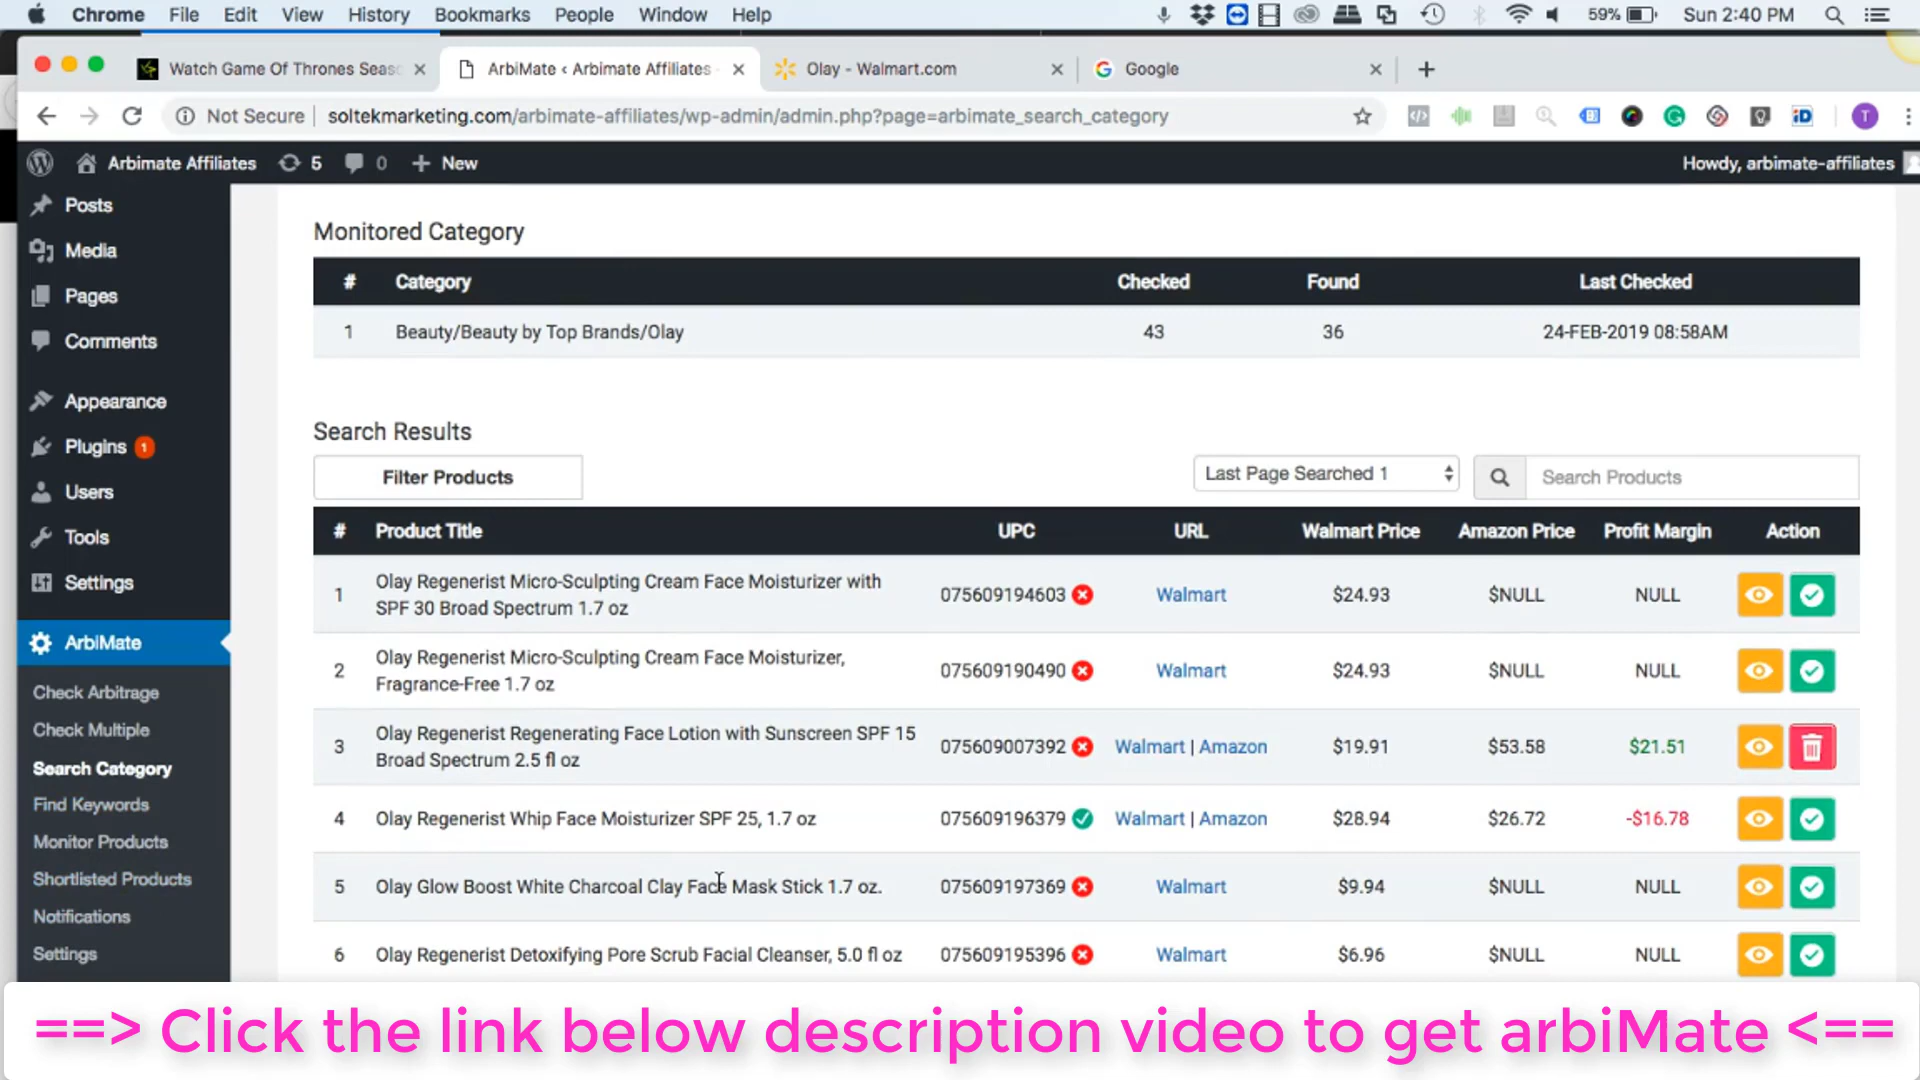 Chrome File Edit View History Bookmarks People Window Help 59% Sun 2:40 PM
Watch Game Of Thrones Seas ArbiMate ‹ Arbimate Affiliates - Olay - Walmart.com Google
Not Secure soltekmarketing.com/arbimate-affiliates/wp-admin/admin.php?page=arbimate_search_category
Arbimate Affiliates 5 0 + New Howdy, arbimate-affiliates
Posts
Media
Pages
Comments
Appearance
Plugins 1
Users
Tools
Settings
ArbiMate
Check Arbitrage
Check Multiple
Search Category
Find Keywords
Monitor Products
Shortlisted Products
Notifications
Settings
Monitored Category
# Category Checked Found Last Checked
1 Beauty/Beauty by Top Brands/Olay 43 36 24-FEB-2019 08:58AM
Search Results
Filter Products Last Page Searched 1 Search Products
# Product Title UPC URL Walmart Price Amazon Price Profit Margin Action
1 Olay Regenerist Micro-Sculpting Cream Face Moisturizer with
SPF 30 Broad Spectrum 1.7 oz 075609194603 Walmart $24.93 $NULL NULL
2 Olay Regenerist Micro-Sculpting Cream Face Moisturizer,
Fragrance-Free 1.7 oz 075609190490 Walmart $24.93 $NULL NULL
3 Olay Regenerist Regenerating Face Lotion with Sunscreen SPF 15
Broad Spectrum 2.5 fl oz 075609007392 Walmart | Amazon $19.91 $53.58 $21.51
4 Olay Regenerist Whip Face Moisturizer SPF 25, 1.7 oz 075609196379 Walmart | Amazon $28.94 $26.72 -$16.78
5 Olay Glow Boost White Charcoal Clay Face Mask Stick 1.7 oz. 075609197369 Walmart $9.94 $NULL NULL
6 Olay Regenerist Detoxifying Pore Scrub Facial Cleanser, 5.0 fl oz 075609195396 Walmart $6.96 $NULL NULL
==> Click the link below description video to get arbiMate <==